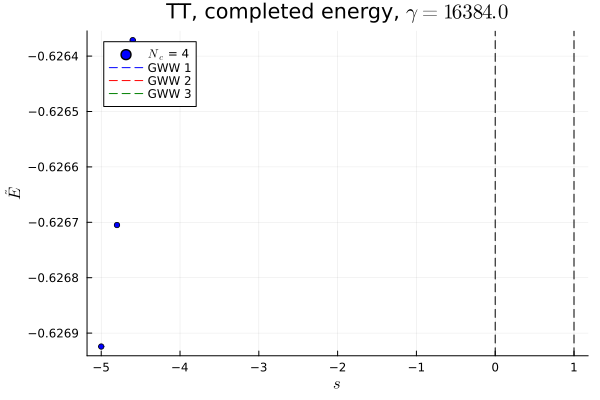 TT, completed energy, γ = 16384.0
−0.6264
−0.6265
−0.6266
−0.6267
−0.6268
−0.6269
Ẽ
N_c = 4
GWW 1
GWW 2
GWW 3
−5 −4 −3 −2 −1 0 1
s